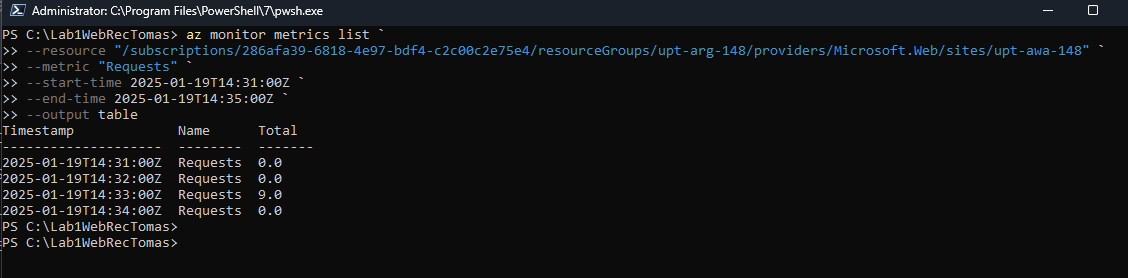 Administrator: C:\Program Files\PowerShell\7\pwsh.exe
PS C:\Lab1WebRecTomas> az monitor metrics list `
>> --resource "/subscriptions/286afa39-6818-4e97-bdf4-c2c00c2e75e4/resourceGroups/upt-arg-148/providers/Microsoft.Web/sites/upt-awa-148" `
>> --metric "Requests" `
>> --start-time 2025-01-19T14:31:00Z `
>> --end-time 2025-01-19T14:35:00Z `
>> --output table
Timestamp             Name      Total
--------------------  --------  -------
2025-01-19T14:31:00Z  Requests  0.0
2025-01-19T14:32:00Z  Requests  0.0
2025-01-19T14:33:00Z  Requests  9.0
2025-01-19T14:34:00Z  Requests  0.0
PS C:\Lab1WebRecTomas>
PS C:\Lab1WebRecTomas>